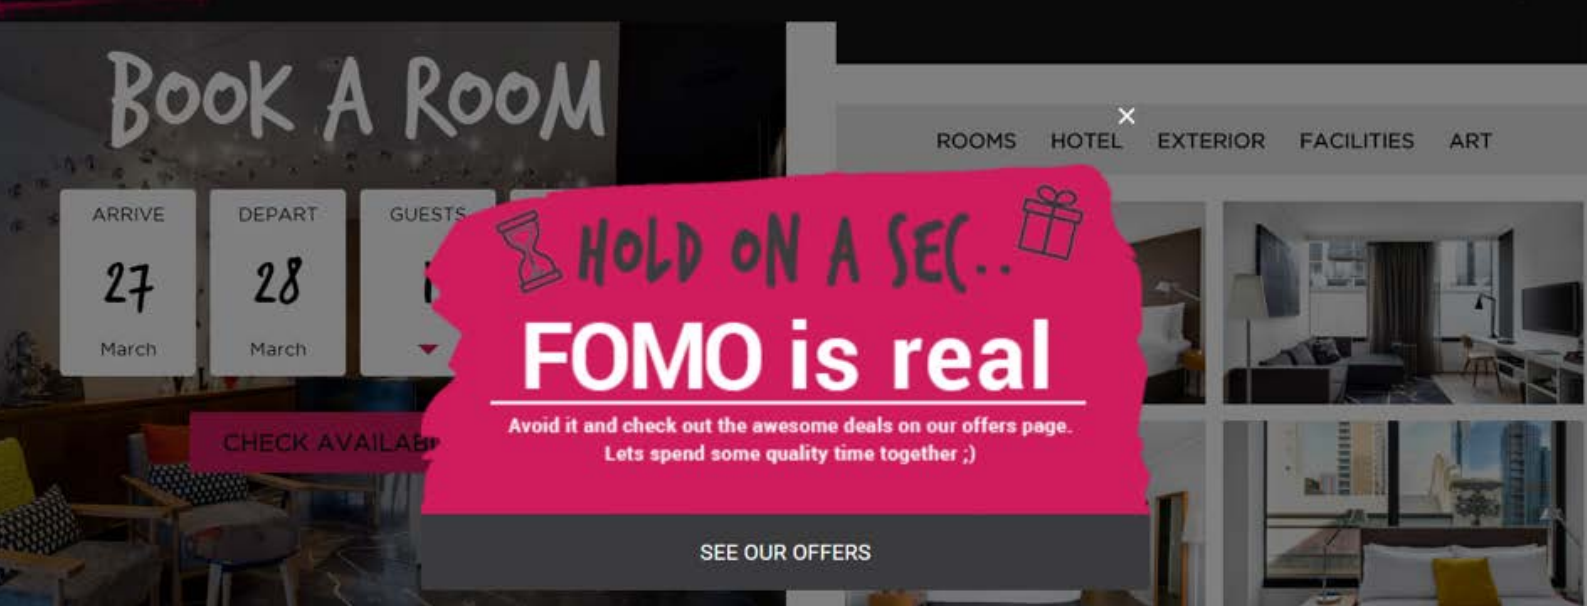 BOOK A ROOM
ROOMS HOTEL EXTERIOR FACILITIES ART
ARRIVE DEPART GUESTS
27 28
March March
CHECK
HOLD ON A SEC..
FOMO is real
Avoid it and check out the awesome deals on our offers page.
Lets spend some quality time together ;)
SEE OUR OFFERS